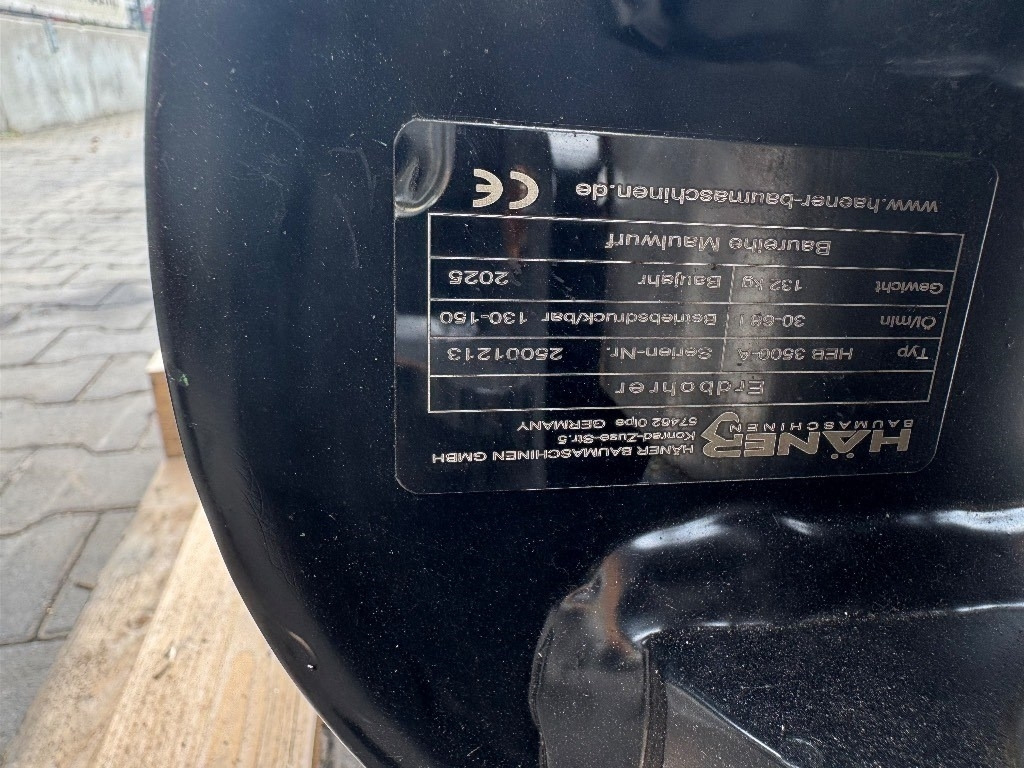 HÄNER
BAUMASCHINEN
HÄNER BAUMASCHINEN GMBH
Konrad-Zuse-Str.5
57462 Olpe GERMANY
Erdbohrer
Typ HEB 3500-A Serien-Nr. 25001213
Öl/min 30-68 l Betriebsdruck/bar 130-150
Gewicht 132 kg Baujahr 2025
Baureihe Maulwurf
www.haener-baumaschinen.de CE